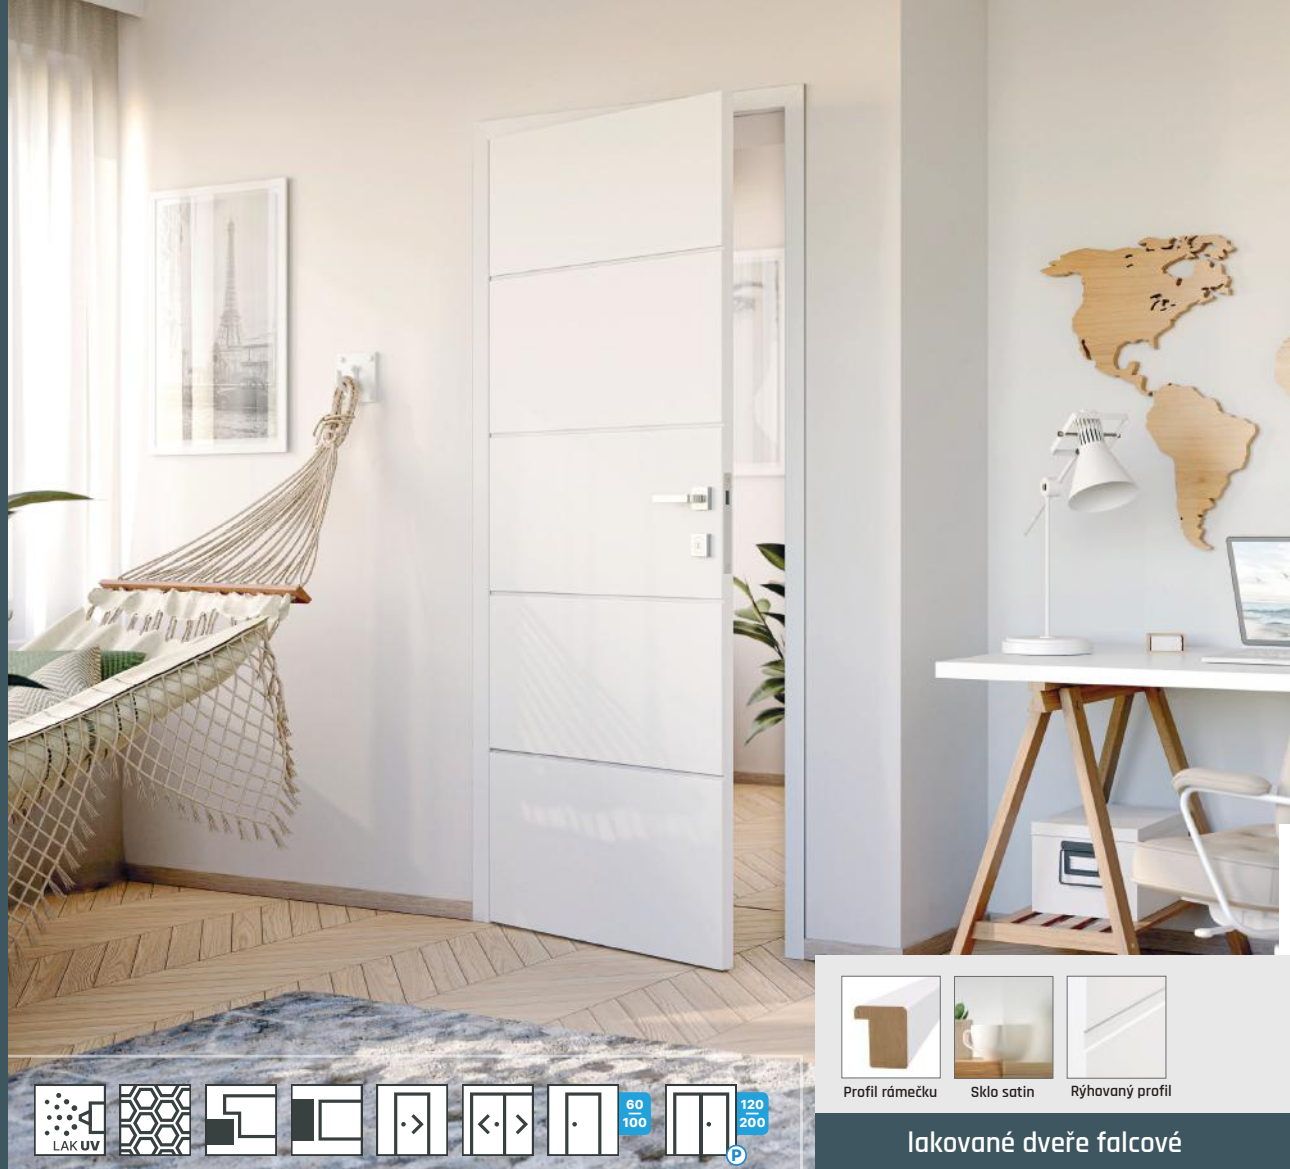 LAK UV
60
100
120
200
P
Profil rámečku
Sklo satin
Rýhovaný profil
lakované dveře falcové